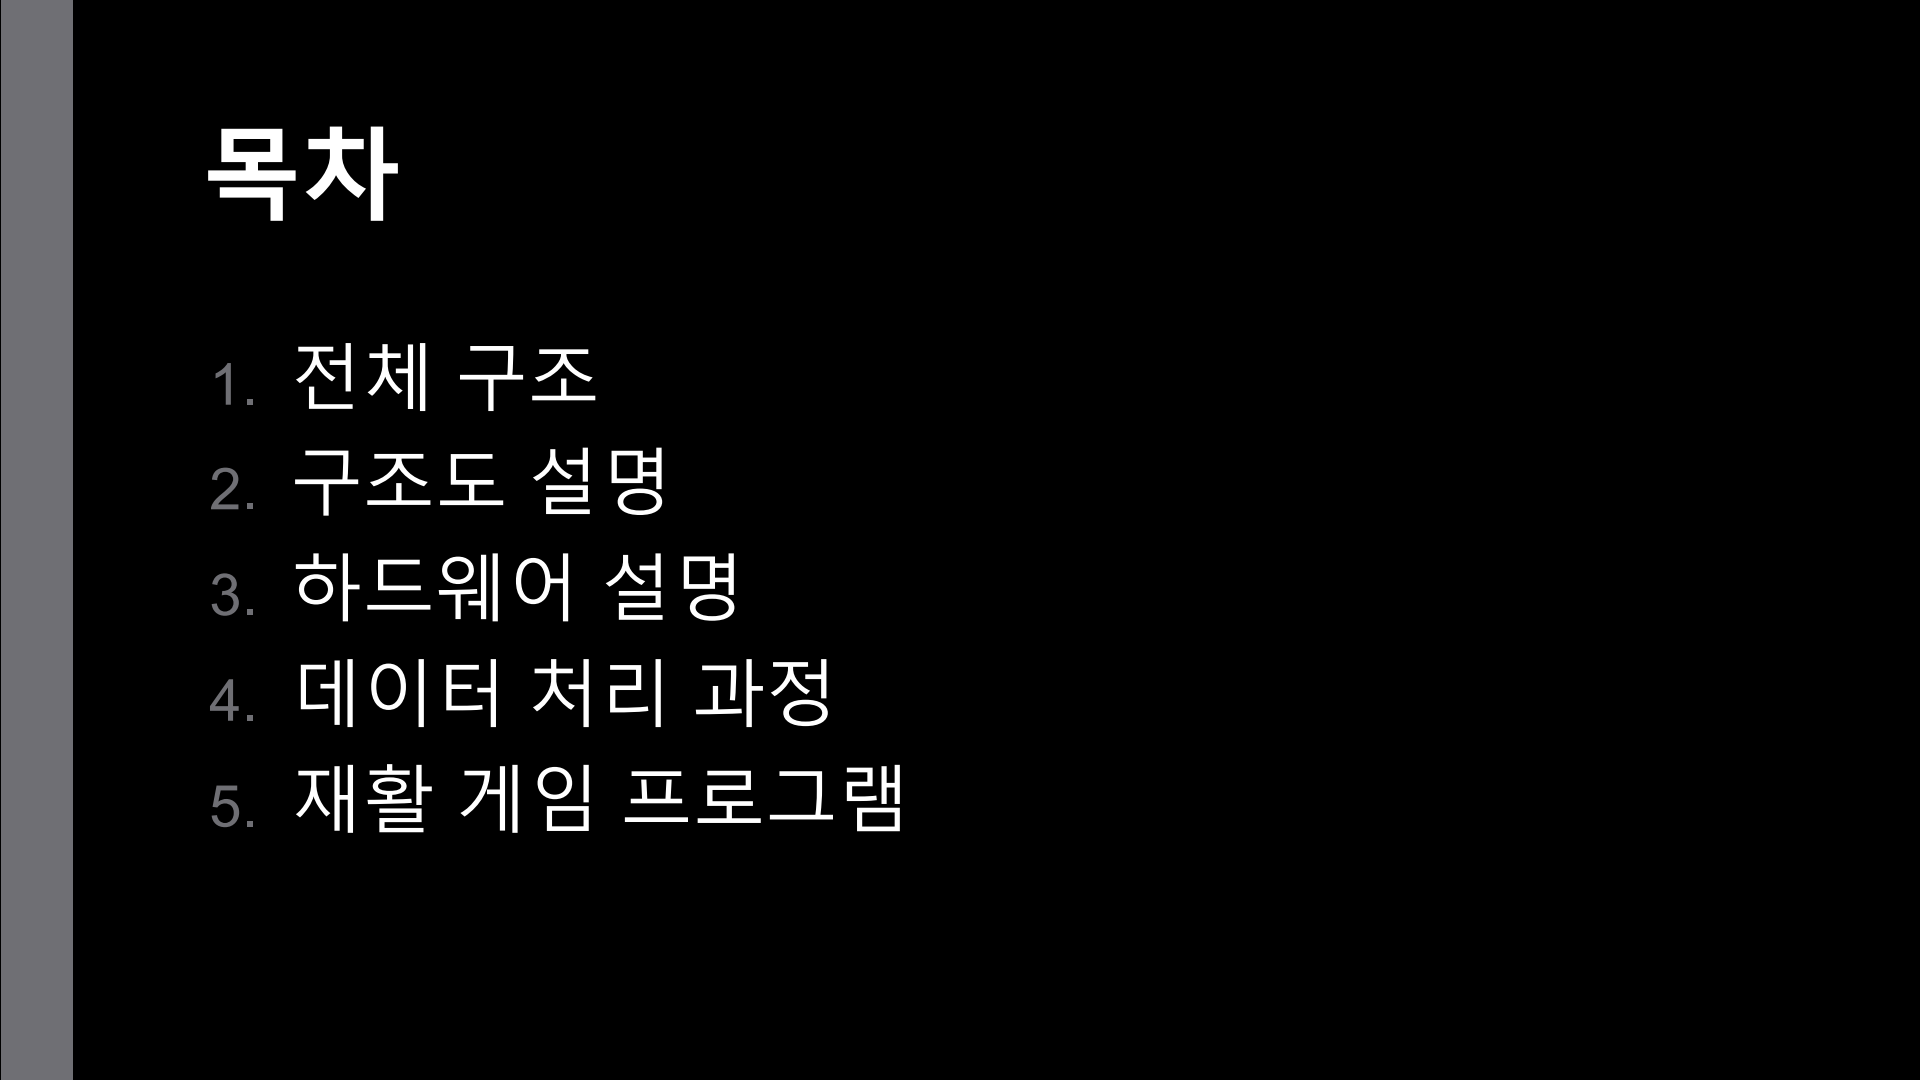 목차
1. 전체 구조
2. 구조도 설명
3. 하드웨어 설명
4. 데이터 처리 과정
5. 재활 게임 프로그램